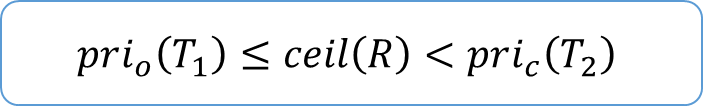 pri_o(T_1) ≤ ceil(R) < pri_c(T_2)